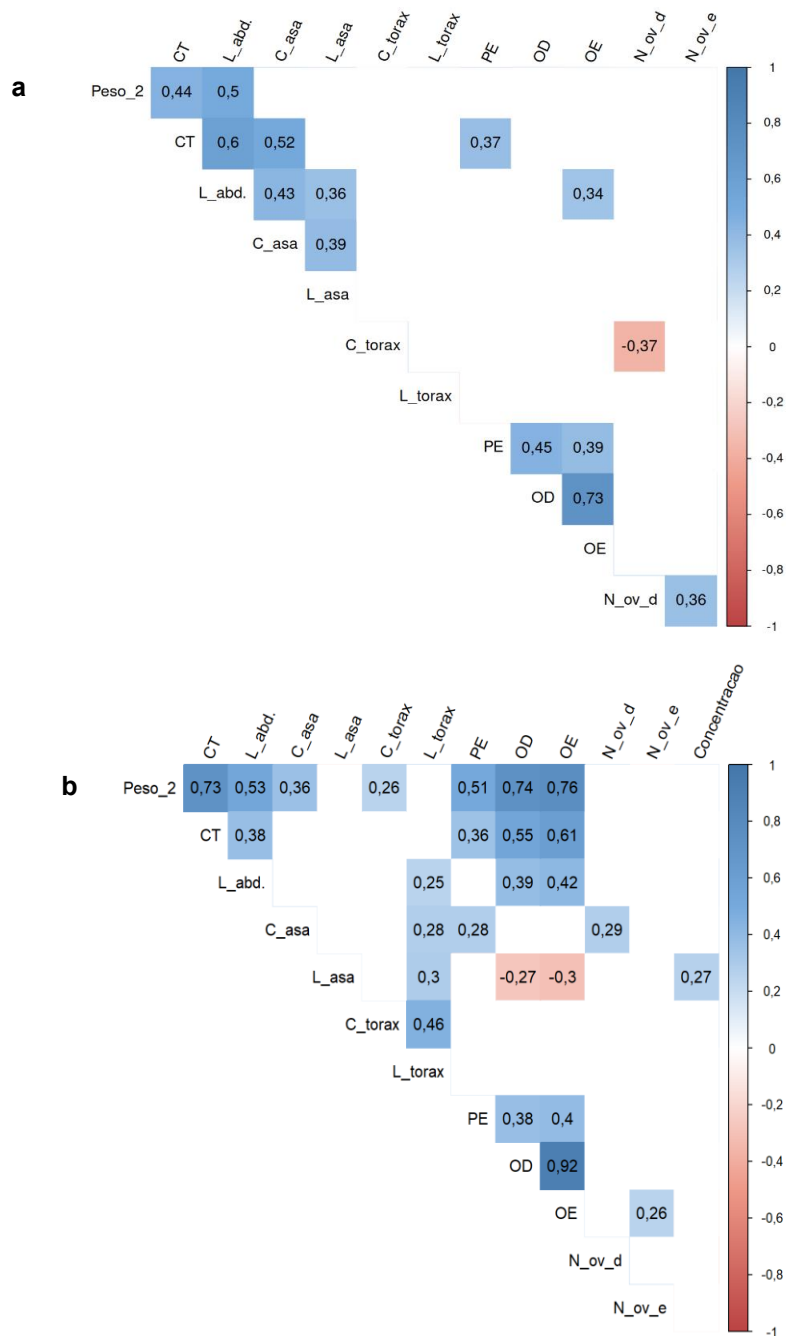 CT L_abd. C_asa L_asa C_torax L_torax PE OD OE N_ov_d N_ov_e
a
Peso_2 0,44 0,5
CT 0,6 0,52 0,37
L_abd. 0,43 0,36 0,34
C_asa 0,39
L_asa
C_torax -0,37
L_torax
PE 0,45 0,39
OD 0,73
OE
N_ov_d 0,36
1
0,8
0,6
0,4
0,2
0
-0,2
-0,4
-0,6
-0,8
-1
CT L_abd. C_asa L_asa C_torax L_torax PE OD OE N_ov_d N_ov_e Concentracao
b
Peso_2 0,73 0,53 0,36 0,26 0,51 0,74 0,76
CT 0,38 0,36 0,55 0,61
L_abd. 0,25 0,39 0,42
C_asa 0,28 0,28 0,29
L_asa 0,3 -0,27 -0,3 0,27
C_torax 0,46
L_torax
PE 0,38 0,4
OD 0,92
OE 0,26
N_ov_d
N_ov_e
1
0,8
0,6
0,4
0,2
0
-0,2
-0,4
-0,6
-0,8
-1